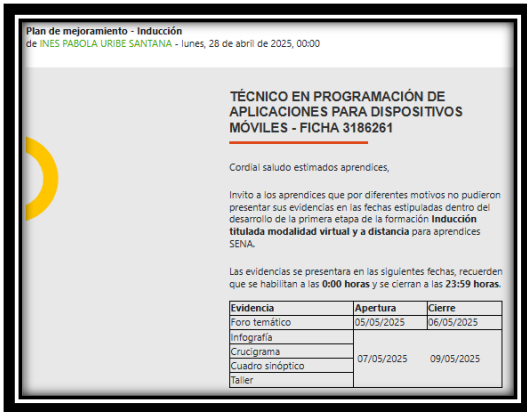 Plan de mejoramiento - Inducción
de INES PABOLA URIBE SANTANA - lunes, 28 de abril de 2025, 00:00
TÉCNICO EN PROGRAMACIÓN DE
APLICACIONES PARA DISPOSITIVOS
MÓVILES - FICHA 3186261
Cordial saludo estimados aprendices,
Invito a los aprendices que por diferentes motivos no pudieron
presentar sus evidencias en las fechas estipuladas dentro del
desarrollo de la primera etapa de la formación Inducción
titulada modalidad virtual y a distancia para aprendices
SENA.
Las evidencias se presentara en las siguientes fechas, recuerden
que se habilitan a las 0:00 horas y se cierran a las 23:59 horas.
Evidencia Apertura Cierre
Foro temático 05/05/2025 06/05/2025
Infografía
Crucigrama
07/05/2025 09/05/2025
Cuadro sinóptico
Taller